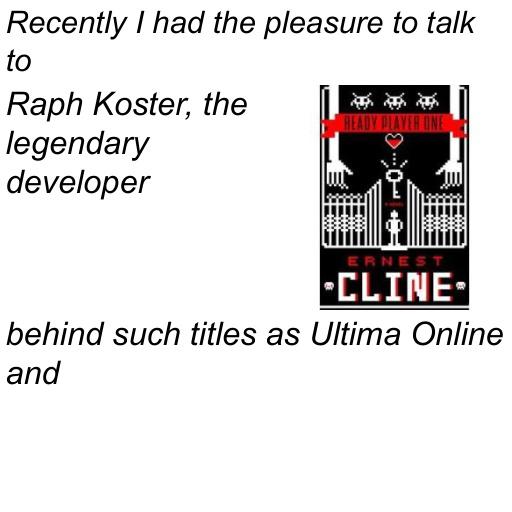 Recently I had the pleasure to talk
to
Raph Koster, the
legendary
developer
READY PLAYER ONE
A NOVEL
ERNEST
CLINE
behind such titles as Ultima Online
and